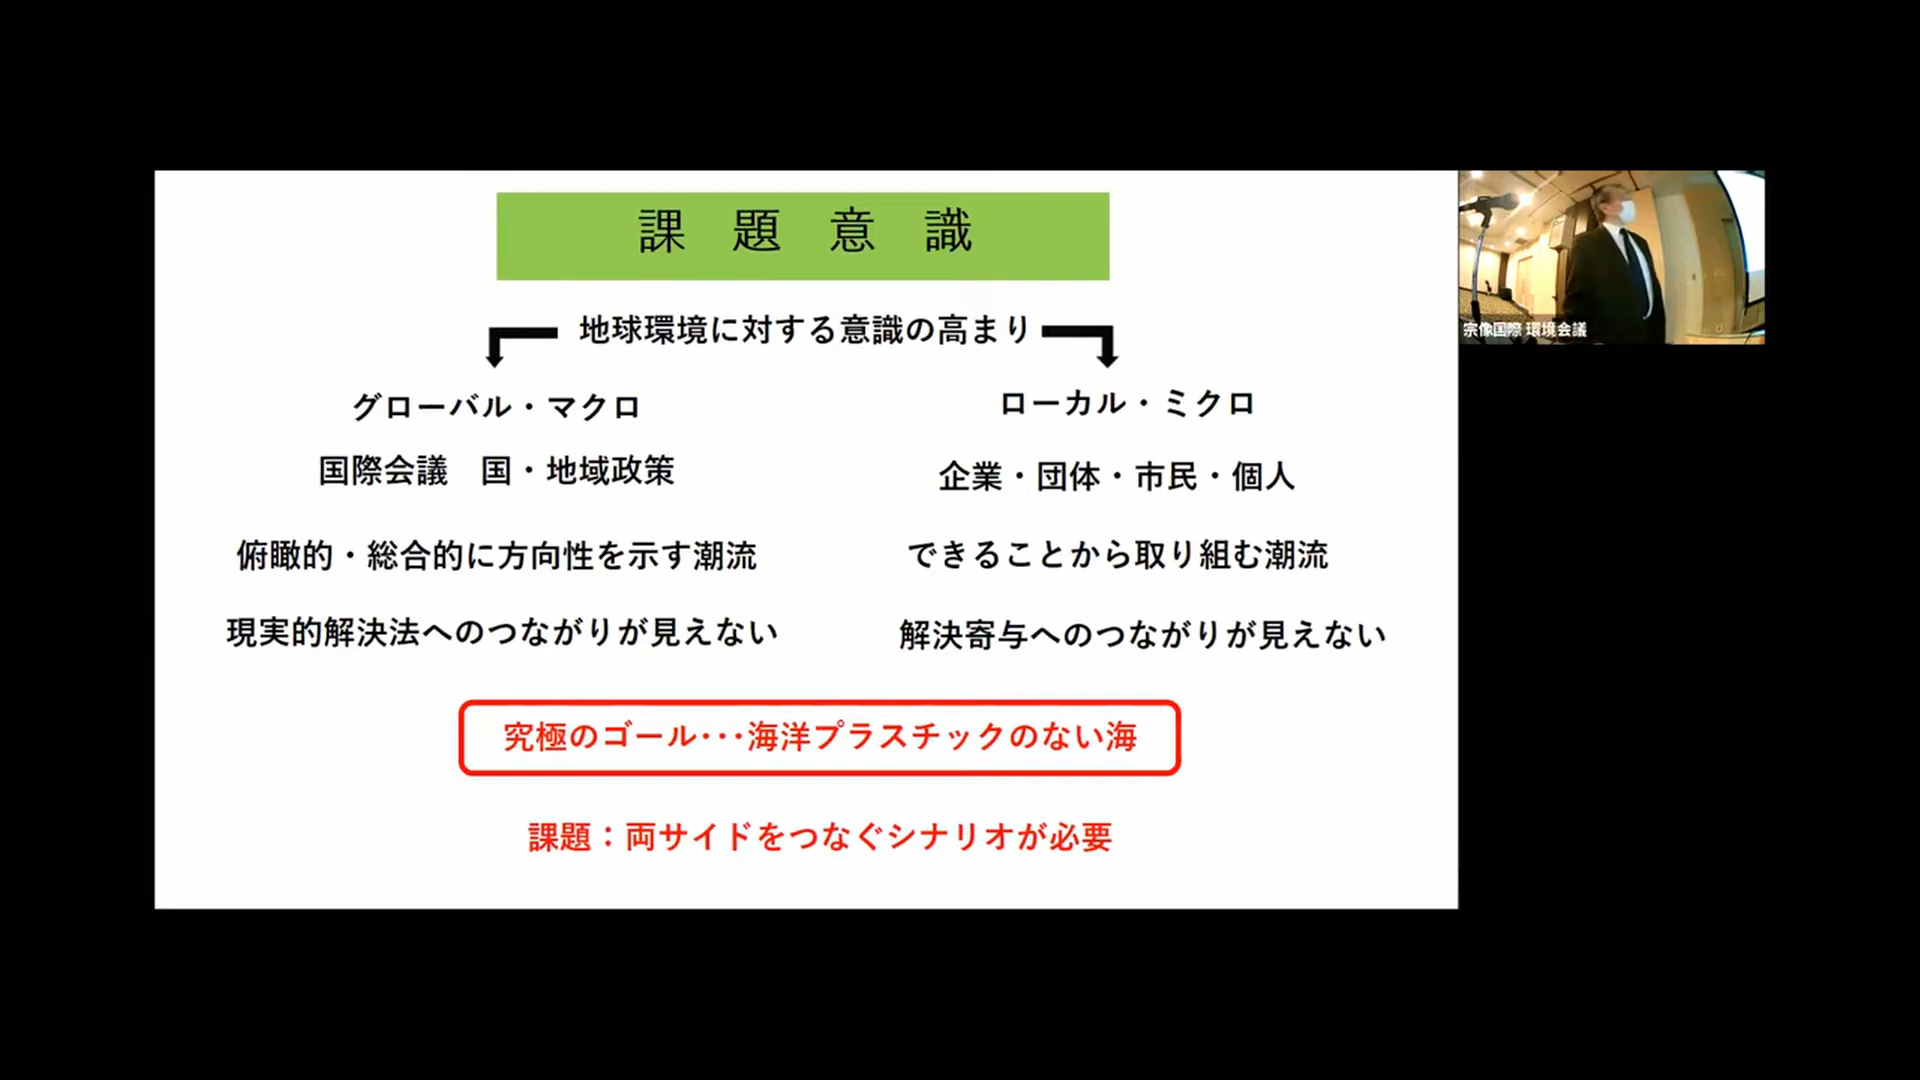 課 題 意 識
地球環境に対する意識の高まり
グローバル・マクロ
国際会議 国・地域政策
俯瞰的・総合的に方向性を示す潮流
現実的解決法へのつながりが見えない
ローカル・ミクロ
企業・団体・市民・個人
できることから取り組む潮流
解決寄与へのつながりが見えない
究極のゴール･･･海洋プラスチックのない海
課題：両サイドをつなぐシナリオが必要
宗像国際 環境会議